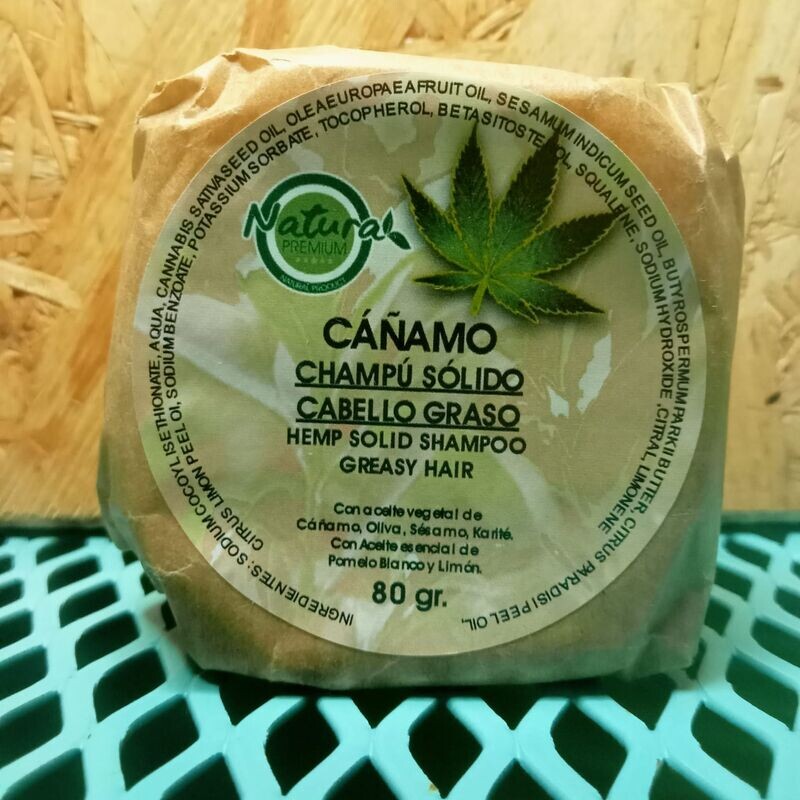 INGREDIENTES: SODIUM COCOYL ISETHIONATE, AQUA, CANNABIS SATIVA SEED OIL, OLEA EUROPAEA FRUIT OIL, SESAMUM INDICUM SEED OIL, BUTYROSPERMUM PARKII BUTTER, CITRUS PARADISI PEEL OIL,
CITRUS LIMON PEEL OI, SODIUM BENZOATE, POTASSIUM SORBATE, TOCOPHEROL, BETASITOSTEROL, SQUALENE, SODIUM HYDROXIDE ,CITRAL, LIMONENE
Natural
PREMIUM
NATURAL PRODUCT
CÁÑAMO
CHAMPÚ SÓLIDO
CABELLO GRASO
HEMP SOLID SHAMPOO
GREASY HAIR
Con aceite vegetal de
Cáñamo, Oliva, Sésamo, Karité.
Con Aceite esencial de
Pomelo Blanco y Limón.
80 gr.